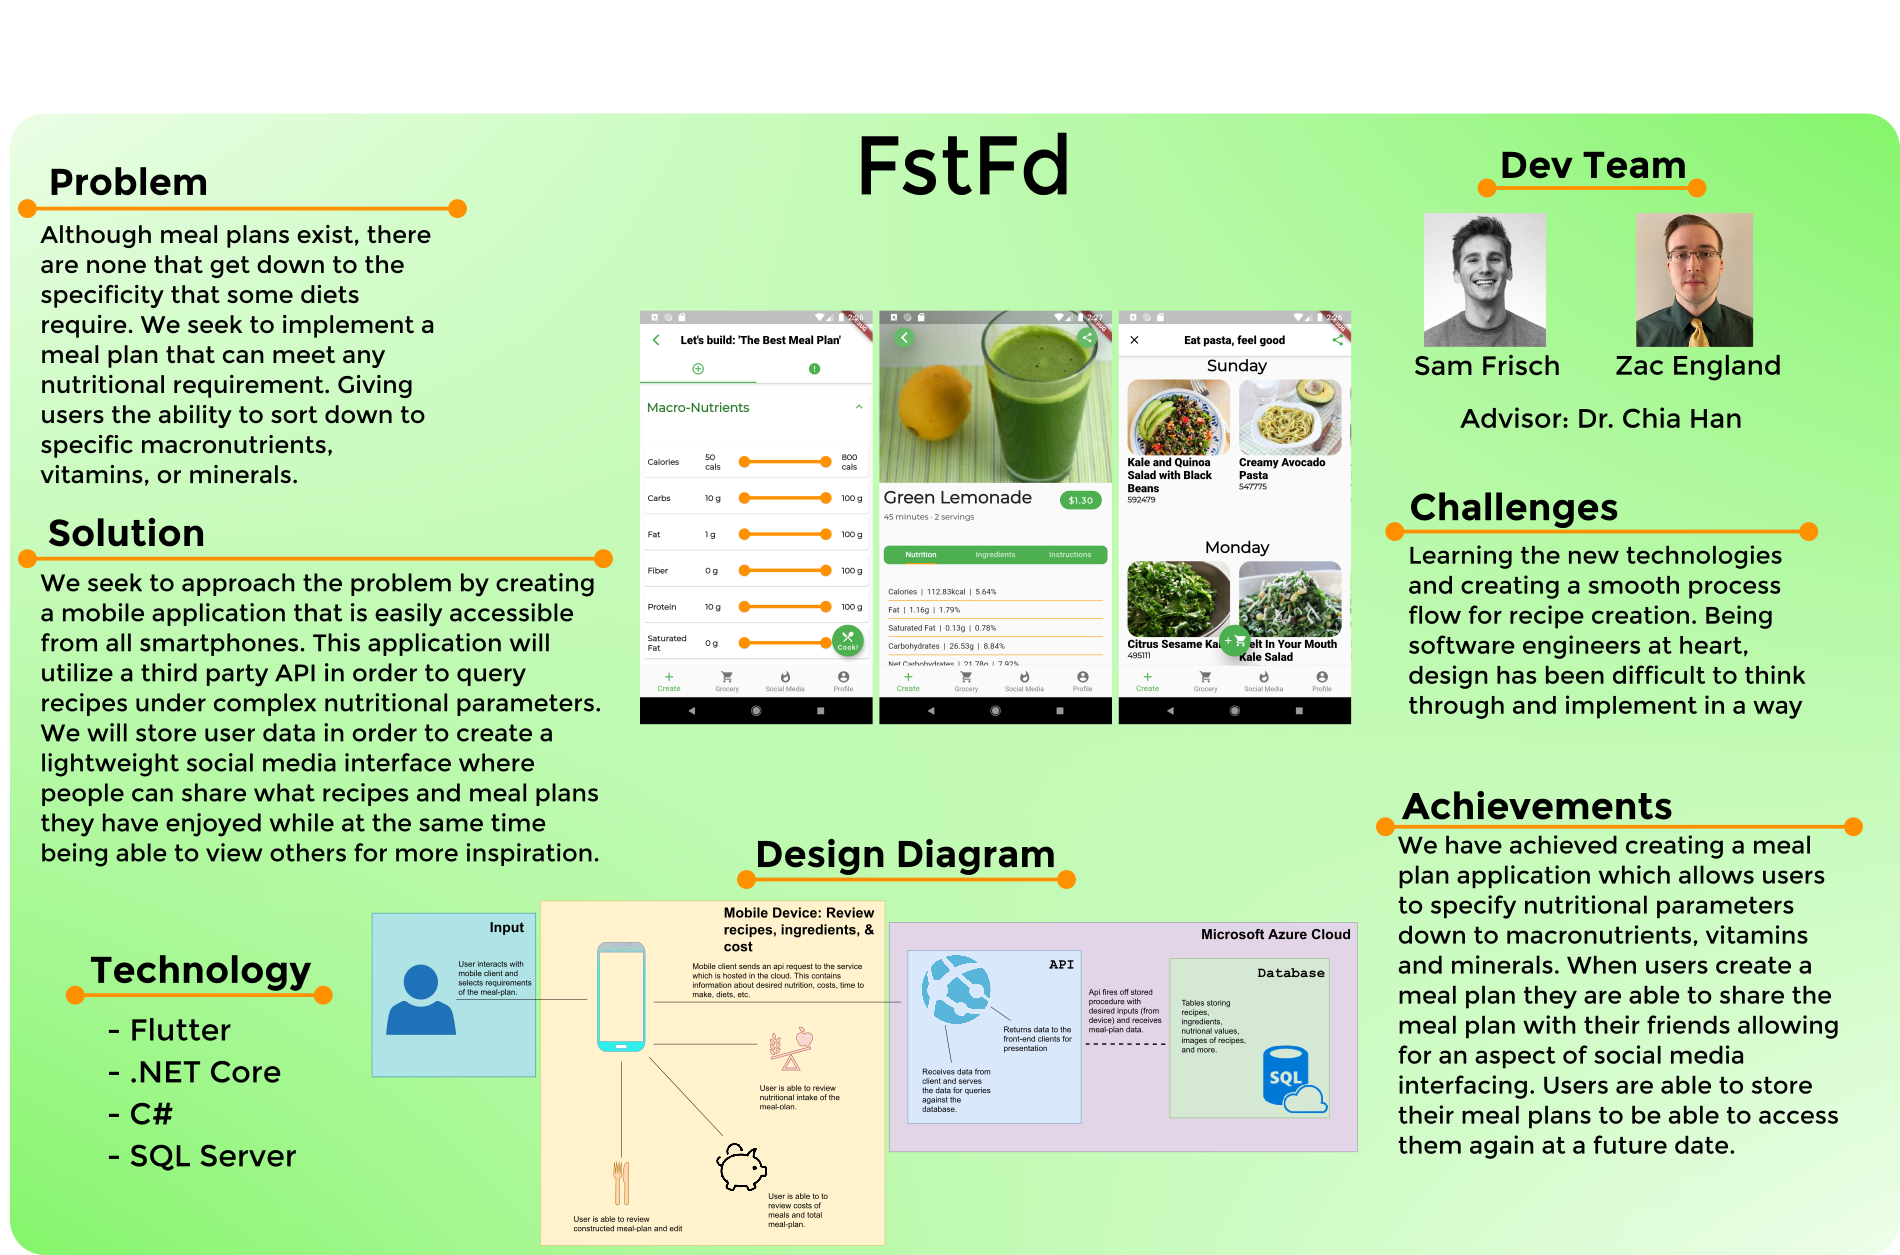 FstFd
Problem
Although meal plans exist, there
are none that get down to the
specificity that some diets
require. We seek to implement a
meal plan that can meet any
nutritional requirement. Giving
users the ability to sort down to
specific macronutrients,
vitamins, or minerals.
Solution
We seek to approach the problem by creating
a mobile application that is easily accessible
from all smartphones. This application will
utilize a third party API in order to query
recipes under complex nutritional parameters.
We will store user data in order to create a
lightweight social media interface where
people can share what recipes and meal plans
they have enjoyed while at the same time
being able to view others for more inspiration.
Technology
- Flutter
- .NET Core
- C#
- SQL Server
2:26
Let's build: 'The Best Meal Plan'
Macro-Nutrients
Calories 50 cals 800 cals
Carbs 10 g 100 g
Fat 1 g 100 g
Fiber 0 g 100 g
Protein 10 g 100 g
Saturated Fat 0 g
Cook!
Create Grocery Social Media Profile
2:27
Green Lemonade $1.30
45 minutes · 2 servings
Nutrition Ingredients Instructions
Calories | 112.83kcal | 5.64%
Fat | 1.16g | 1.79%
Saturated Fat | 0.13g | 0.78%
Carbohydrates | 26.53g | 8.84%
Net Carbohydrates | 21.78g | 7.92%
Create Grocery Social Media Profile
2:26
Eat pasta, feel good
Sunday
Kale and Quinoa
Salad with Black
Beans
592479
Creamy Avocado
Pasta
547775
Monday
Citrus Sesame
495111
In Your Mouth
Kale Salad
Create Grocery Social Media Profile
Design Diagram
Input
User interacts with
mobile client and
selects requirements
of the meal-plan.
Mobile Device: Review
recipes, ingredients, &
cost
Mobile client sends an api request to the service
which is hosted in the cloud. This contains
information about desired nutrition, costs, time to
make, diets, etc.
User is able to review
nutritional intake of the
meal-plan.
User is able to to
review costs of
meals and total
meal-plan.
User is able to review
constructed meal-plan and edit
Microsoft Azure Cloud
API
Returns data to the
front-end clients for
presentation
Receives data from
client and serves
the data for queries
against the
database.
Api fires off stored
procedure with
desired inputs (from
device) and receives
meal-plan data.
Database
Tables storing
recipes,
ingredients,
nutrional values,
images of recipes,
and more.
SQL
Dev Team
Sam Frisch Zac England
Advisor: Dr. Chia Han
Challenges
Learning the new technologies
and creating a smooth process
flow for recipe creation. Being
software engineers at heart,
design has been difficult to think
through and implement in a way
Achievements
We have achieved creating a meal
plan application which allows users
to specify nutritional parameters
down to macronutrients, vitamins
and minerals. When users create a
meal plan they are able to share the
meal plan with their friends allowing
for an aspect of social media
interfacing. Users are able to store
their meal plans to be able to access
them again at a future date.